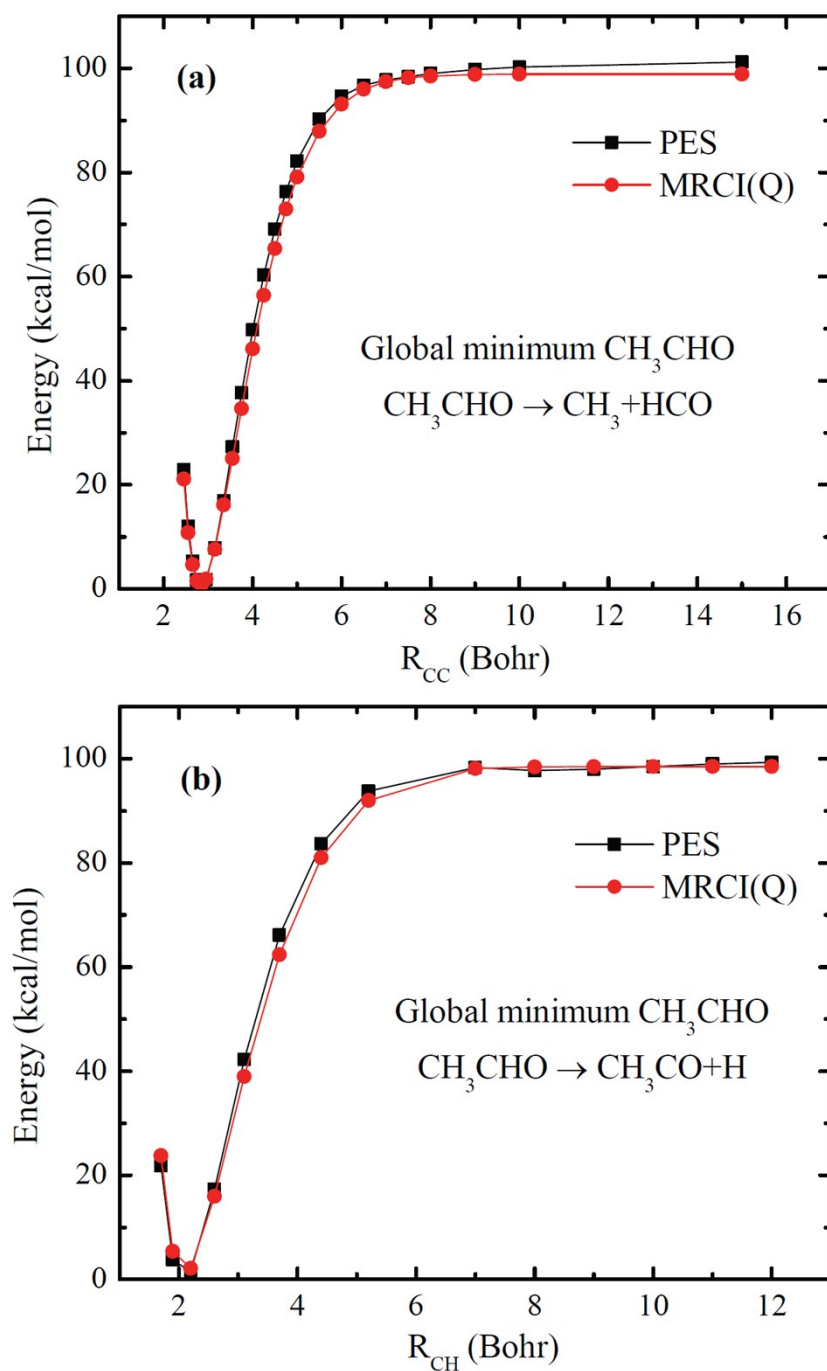 (a)
100
80
60
40
20
0
Energy (kcal/mol)
PES
MRCI(Q)
Global minimum CH₃CHO
CH₃CHO → CH₃+HCO
2 4 6 8 10 12 14 16
R_CC (Bohr)
(b)
100
80
60
40
20
0
Energy (kcal/mol)
PES
MRCI(Q)
Global minimum CH₃CHO
CH₃CHO → CH₃CO+H
2 4 6 8 10 12
R_CH (Bohr)